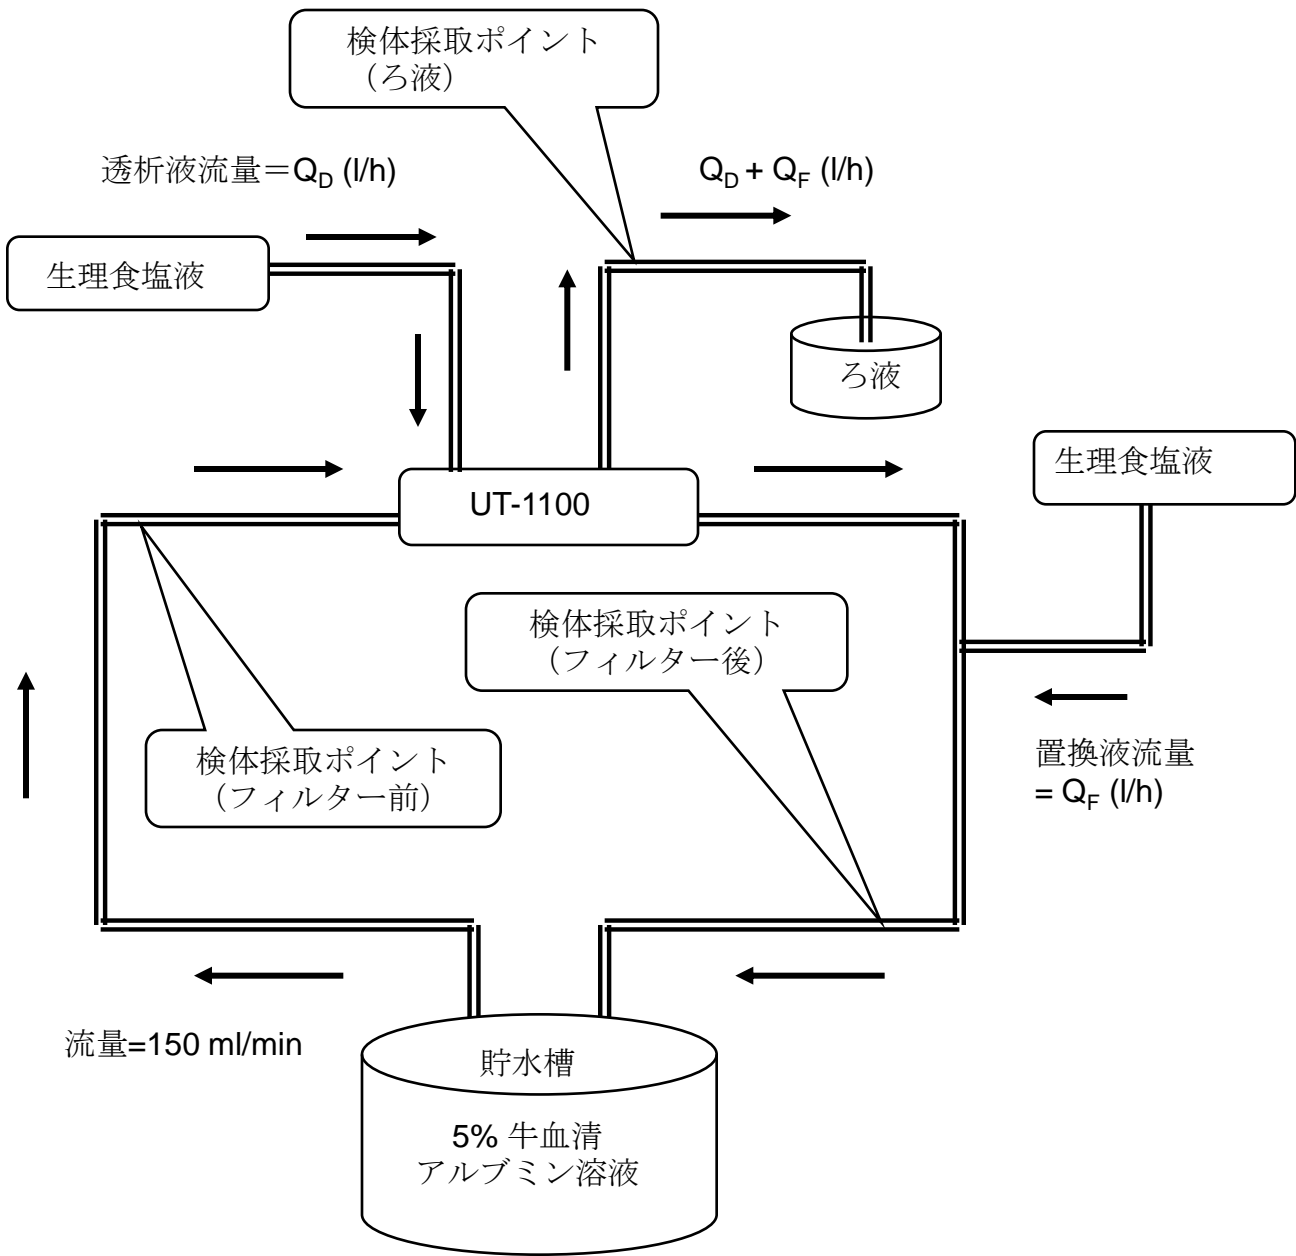 検体採取ポイント
（ろ液）
透析液流量＝QD (l/h)
QD + QF (l/h)
生理食塩液
ろ液
生理食塩液
UT-1100
検体採取ポイント
（フィルター後）
検体採取ポイント
（フィルター前）
置換液流量
= QF (l/h)
流量=150 ml/min
貯水槽
5% 牛血清
アルブミン溶液